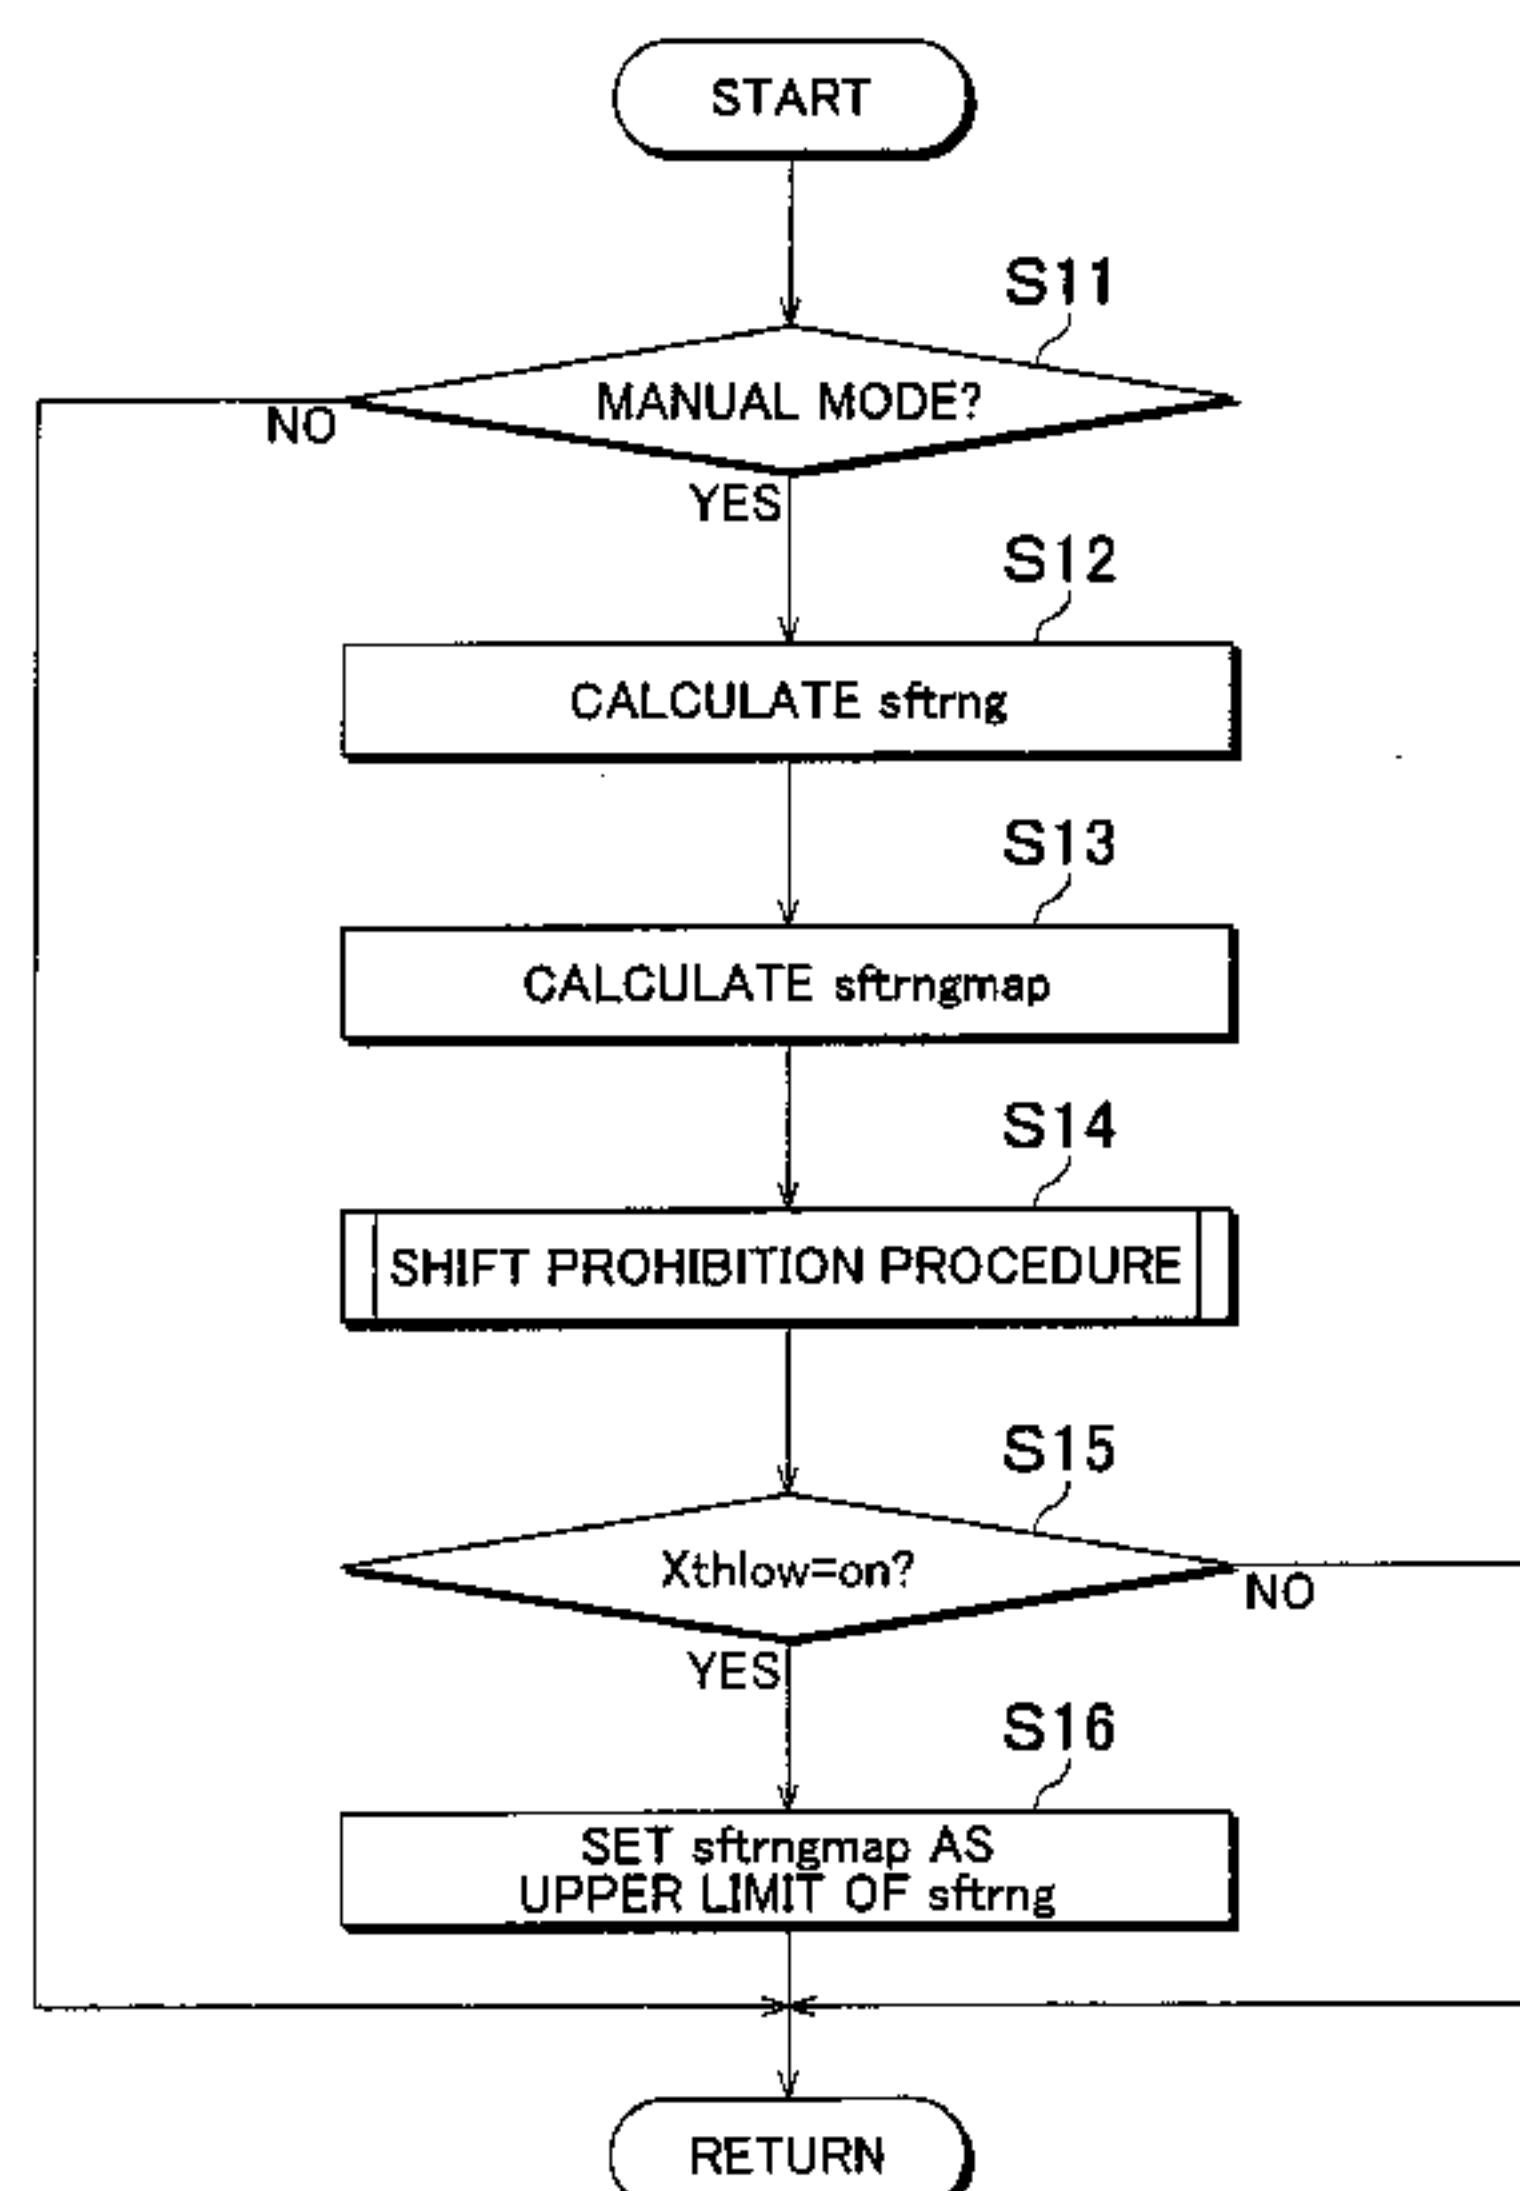 START
S11
MANUAL MODE?
NO
YES
S12
CALCULATE sftrng
S13
CALCULATE sftrngmap
S14
SHIFT PROHIBITION PROCEDURE
S15
Xthlow=on?
NO
YES
S16
SET sftrngmap AS
UPPER LIMIT OF sftrng
RETURN